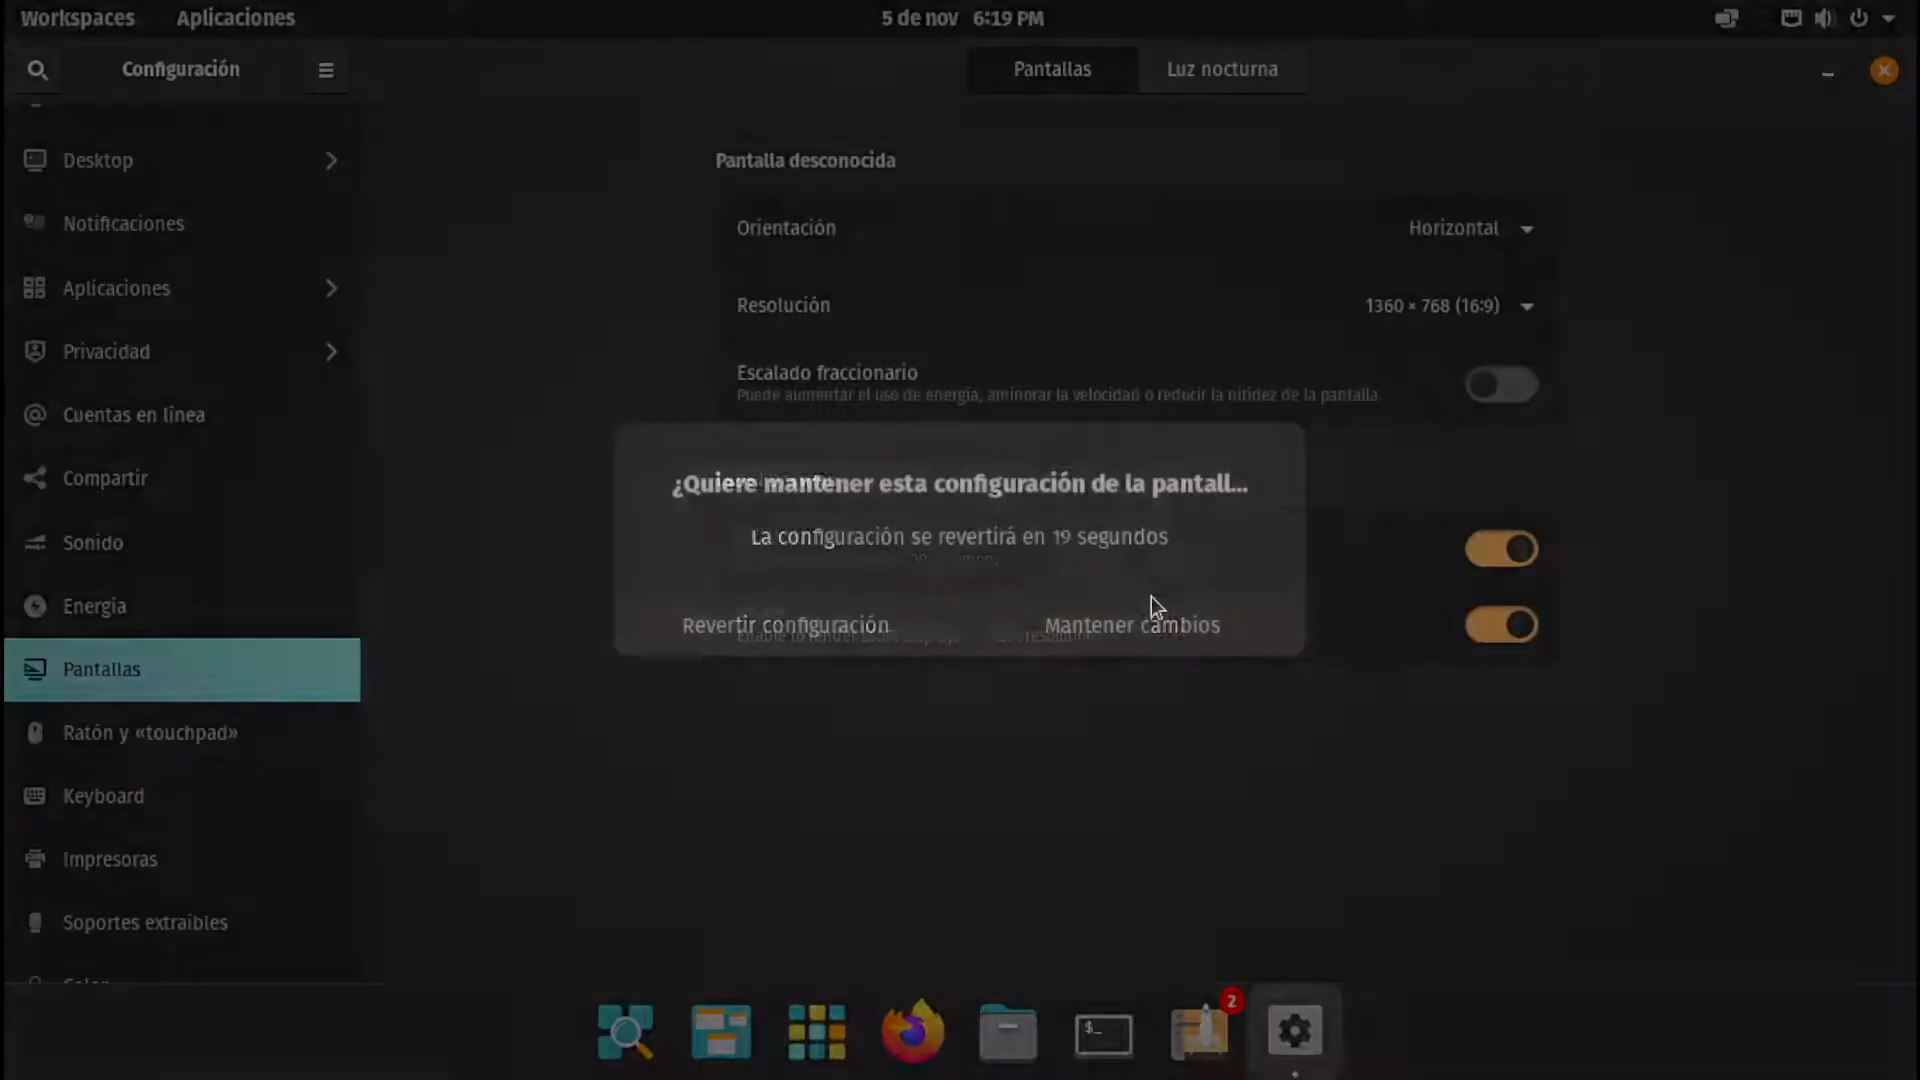 Workspaces Aplicaciones 5 de nov 6:19 PM
Configuración Pantallas Luz nocturna
Desktop
Notificaciones
Aplicaciones
Privacidad
Cuentas en línea
Compartir
Sonido
Energía
Pantallas
Ratón y «touchpad»
Keyboard
Impresoras
Soportes extraíbles
Color
Pantalla desconocida
Orientación Horizontal
Resolución 1360 × 768 (16:9)
Escalado fraccionario
Puede aumentar el uso de energía, aminorar la velocidad o reducir la nitidez de la pantalla.
¿Quiere mantener esta configuración de la pantall...
La configuración se revertirá en 19 segundos
Revertir configuración Mantener cambios
$_
2